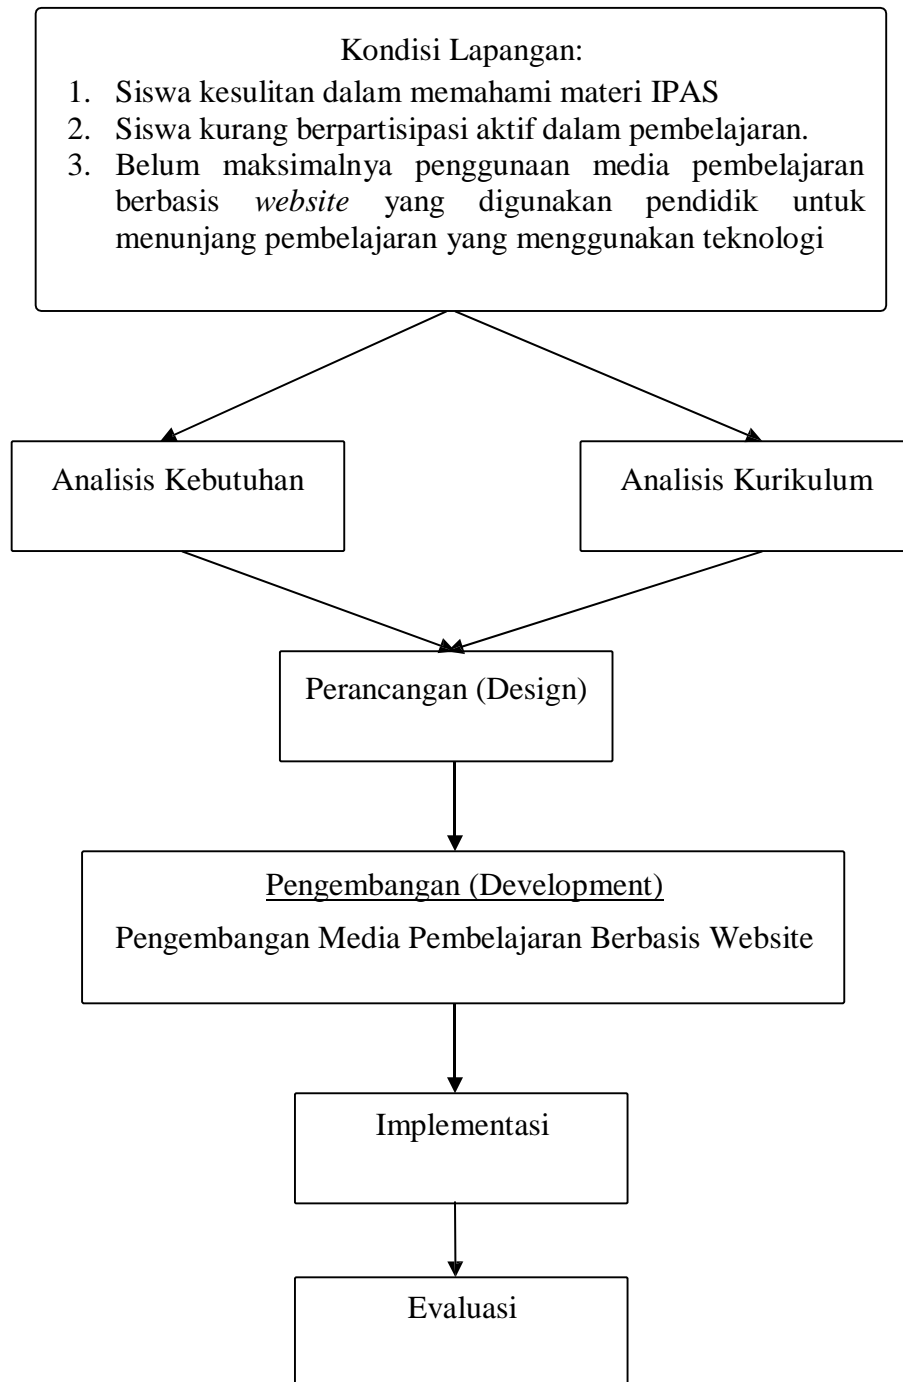 Kondisi Lapangan:
1. Siswa kesulitan dalam memahami materi IPAS
2. Siswa kurang berpartisipasi aktif dalam pembelajaran.
3. Belum maksimalnya penggunaan media pembelajaran
berbasis website yang digunakan pendidik untuk
menunjang pembelajaran yang menggunakan teknologi
Analisis Kebutuhan
Analisis Kurikulum
Perancangan (Design)
Pengembangan (Development)
Pengembangan Media Pembelajaran Berbasis Website
Implementasi
Evaluasi